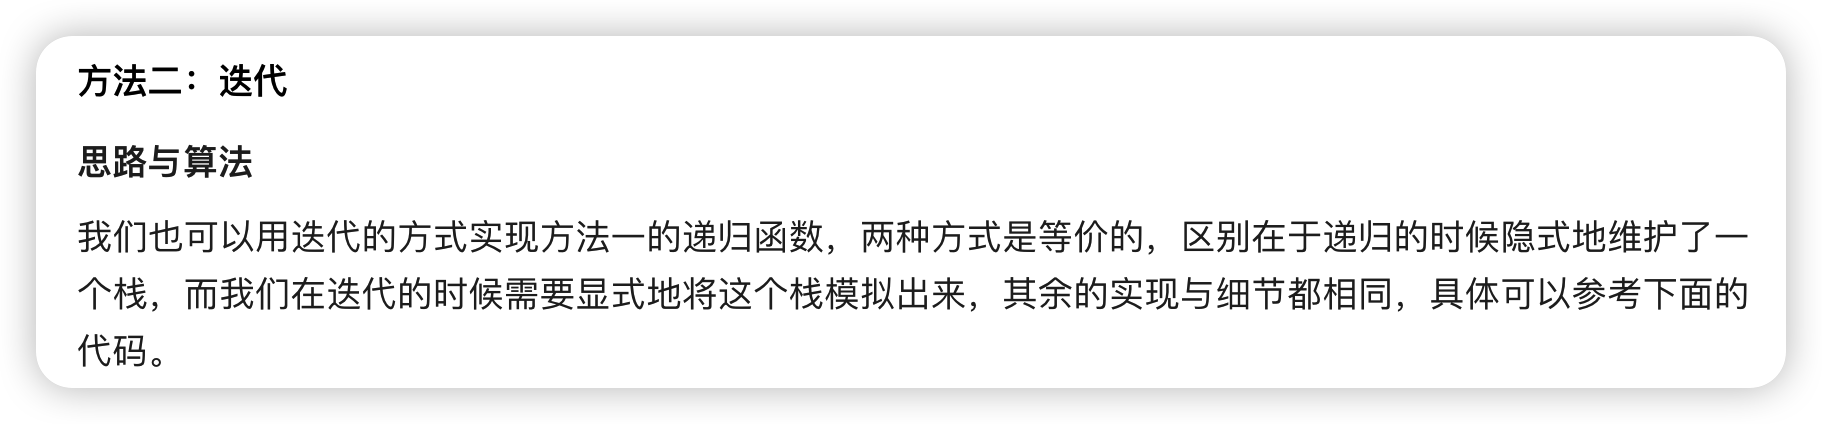 方法二：迭代
思路与算法
我们也可以用迭代的方式实现方法一的递归函数，两种方式是等价的，区别在于递归的时候隐式地维护了一
个栈，而我们在迭代的时候需要显式地将这个栈模拟出来，其余的实现与细节都相同，具体可以参考下面的
代码。